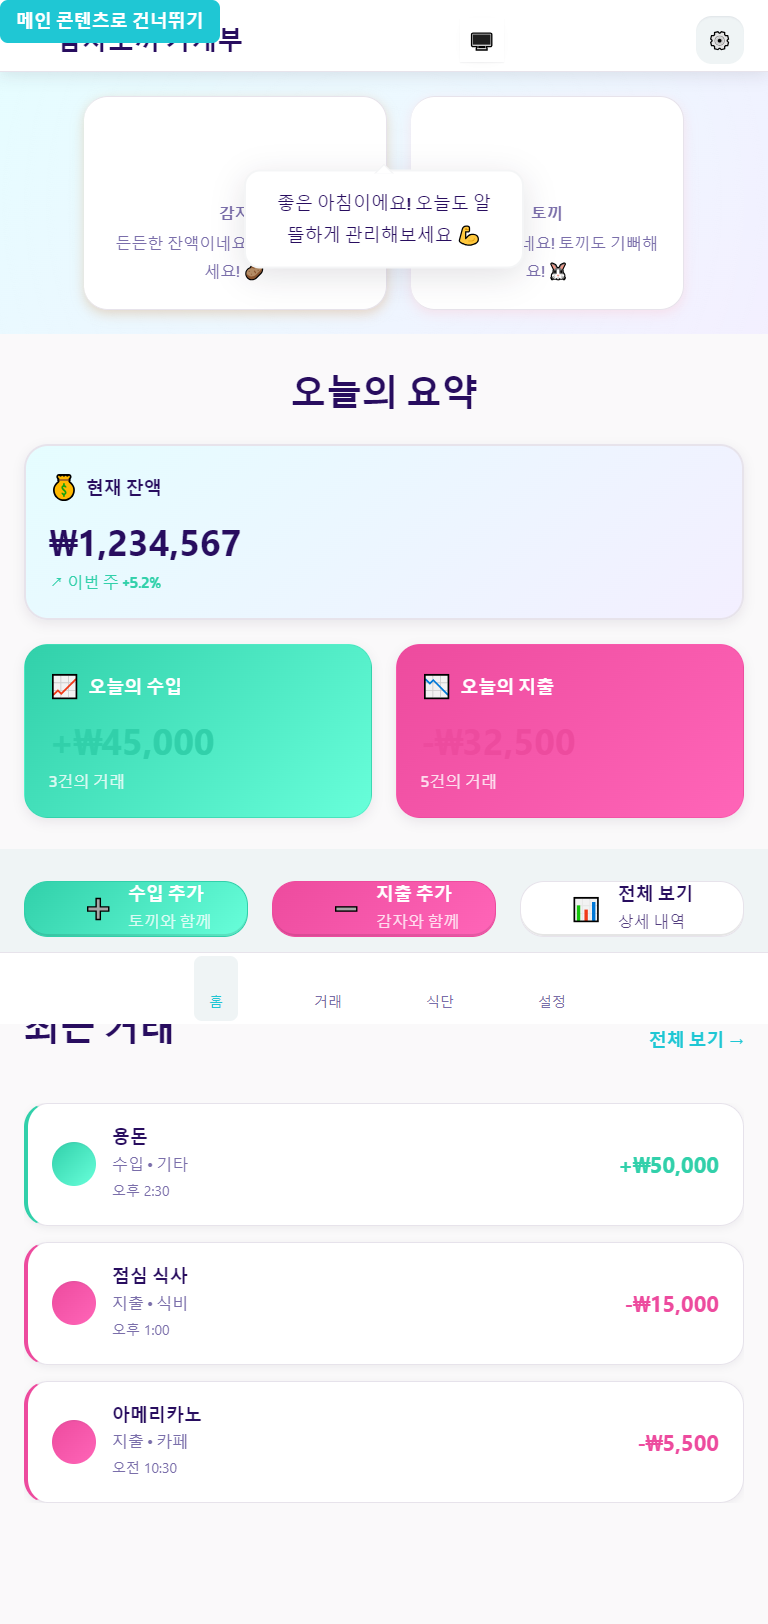 메인 콘텐츠로 건너뛰기
가계부
감자
토끼
든든한 잔액이네
세요! 🥔
네요! 토끼도 기뻐해
요! 🐰
좋은 아침이에요! 오늘도 알
뜰하게 관리해보세요 💪
오늘의 요약
💰 현재 잔액
₩1,234,567
↗ 이번 주 +5.2%
📈 오늘의 수입
+₩45,000
3건의 거래
📉 오늘의 지출
-₩32,500
5건의 거래
수입 추가
토끼와 함께
지출 추가
감자와 함께
전체 보기
상세 내역
홈
거래
식단
설정
최근 거래
전체 보기 →
용돈
수입 • 기타
오후 2:30
+₩50,000
점심 식사
지출 • 식비
오후 1:00
-₩15,000
아메리카노
지출 • 카페
오전 10:30
-₩5,500